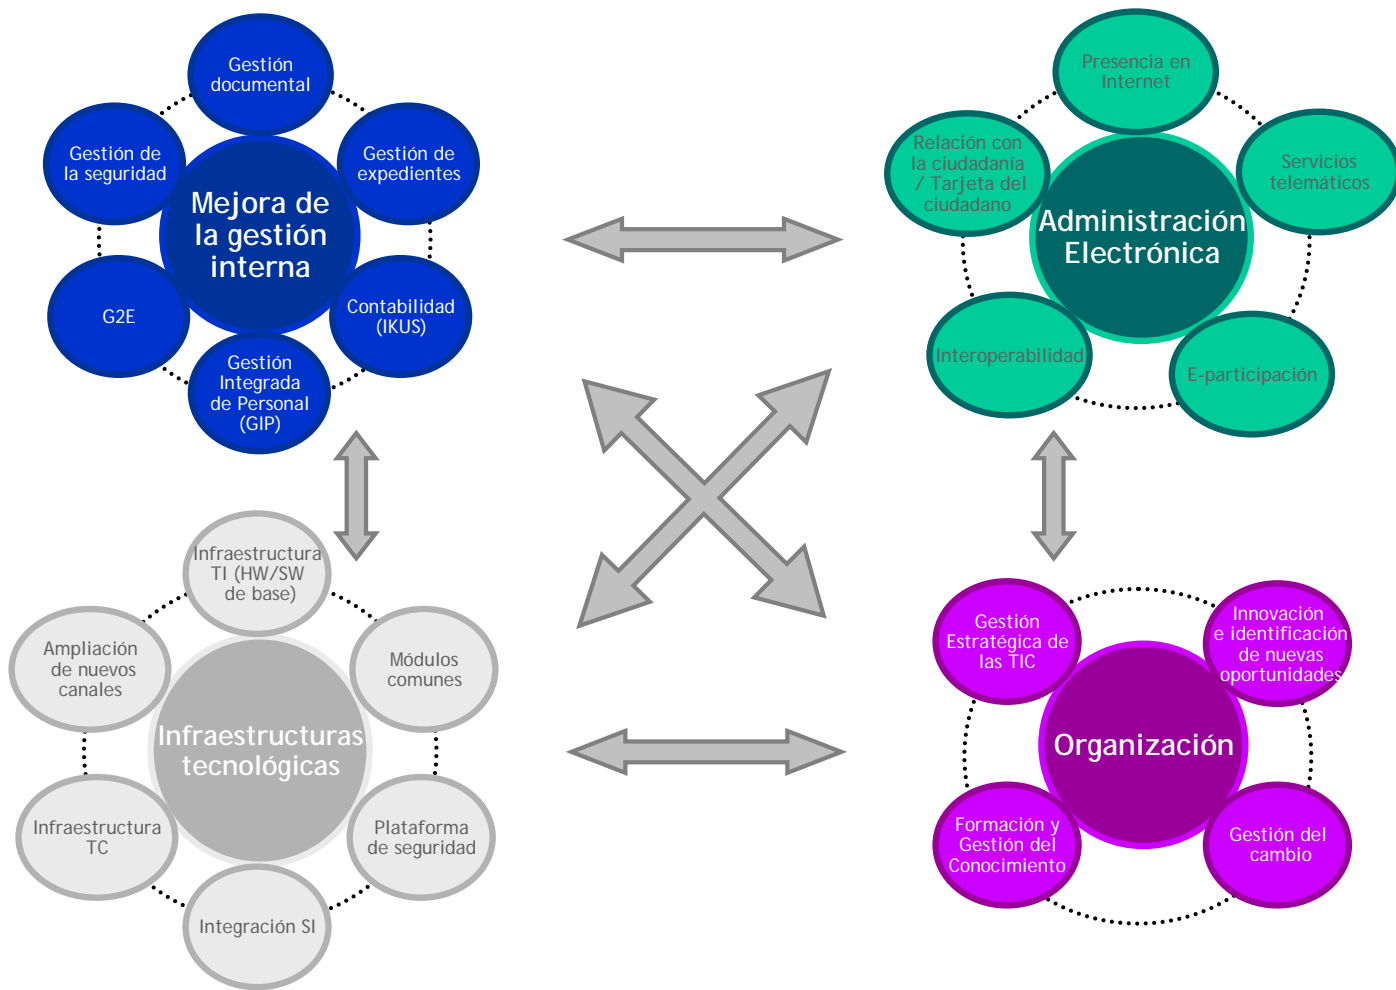 Gestión
documental
Gestión de
la seguridad
Gestión de
expedientes
Mejora de
la gestión
interna
G2E
Contabilidad
(IKUS)
Gestión
Integrada
de Personal
(GIP)
Presencia en
Internet
Relación con
la ciudadanía
/ Tarjeta del
ciudadano
Servicios
telemáticos
Administración
Electrónica
Interoperabilidad
E-participación
Infraestructura
TI (HW/SW
de base)
Ampliación
de nuevos
canales
Módulos
comunes
Infraestructuras
tecnológicas
Infraestructura
TC
Plataforma
de seguridad
Integración SI
Gestión
Estratégica de
las TIC
Innovación
e identificación
de nuevas
oportunidades
Organización
Formación y
Gestión del
Conocimiento
Gestión del
cambio